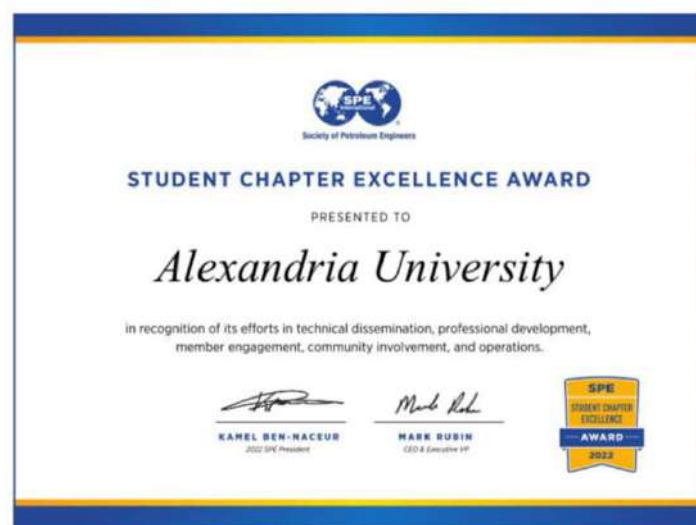 SPE
International
Society of Petroleum Engineers
STUDENT CHAPTER EXCELLENCE AWARD
PRESENTED TO
Alexandria University
in recognition of its efforts in technical dissemination, professional development,
member engagement, community involvement, and operations.
KAMEL BEN-NACEUR
2022 SPE President
MARK RUBIN
CEO & Executive VP
SPE
STUDENT CHAPTER
EXCELLENCE
AWARD
2022